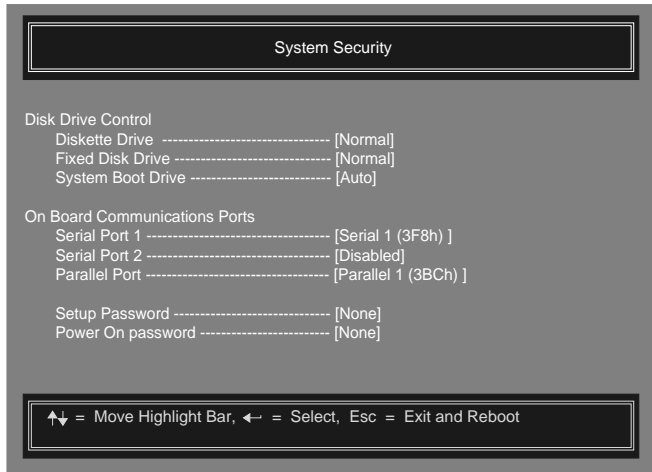 System Security
Disk Drive Control
Diskette Drive -------------------------------- [Normal]
Fixed Disk Drive ------------------------------ [Normal]
System Boot Drive --------------------------- [Auto]
On Board Communications Ports
Serial Port 1 ----------------------------------- [Serial 1 (3F8h) ]
Serial Port 2 ----------------------------------- [Disabled]
Parallel Port ----------------------------------- [Parallel 1 (3BCh) ]
Setup Password ------------------------------ [None]
Power On password ------------------------- [None]
↑↓ = Move Highlight Bar, ↵ = Select, Esc = Exit and Reboot